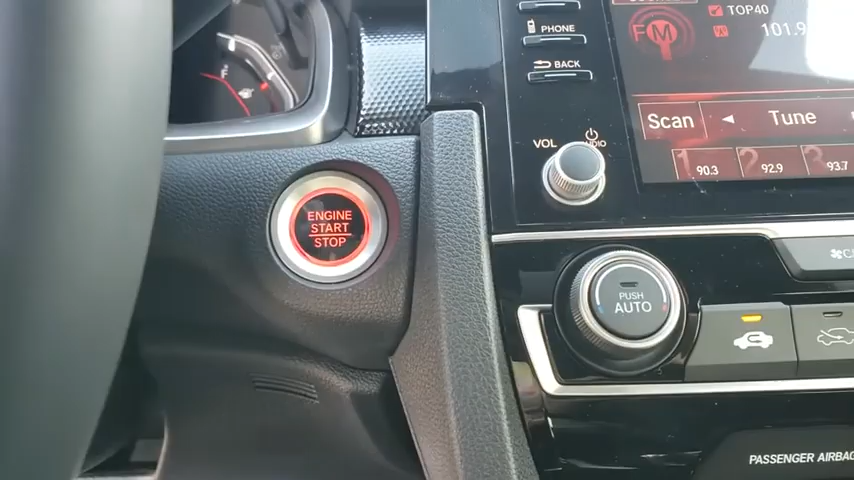 PHONE
BACK
VOL
AUDIO
FM
TOP40
101.9
Scan
Tune
1 90.3
2 92.9
3 93.7
ENGINE
START
STOP
PUSH
AUTO
PASSENGER AIRBAG